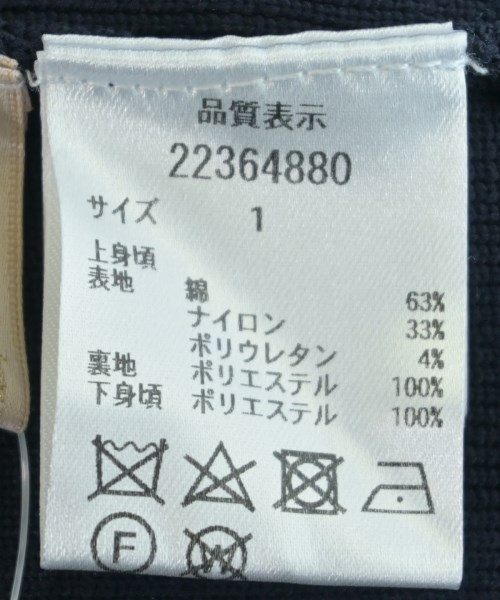 品質表示
22364880
サイズ 1
上身頃
表地 綿 63%
ナイロン 33%
ポリウレタン 4%
裏地 ポリエステル 100%
下身頃 ポリエステル 100%
F
W